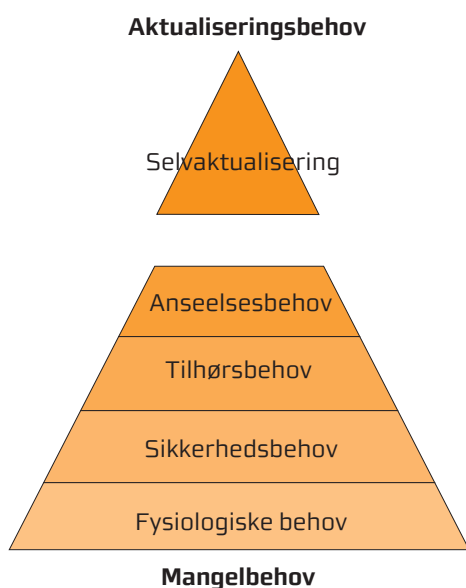 Aktualiseringsbehov
Selvaktualisering
Anseelsesbehov
Tilhørsbehov
Sikkerhedsbehov
Fysiologiske behov
Mangelbehov